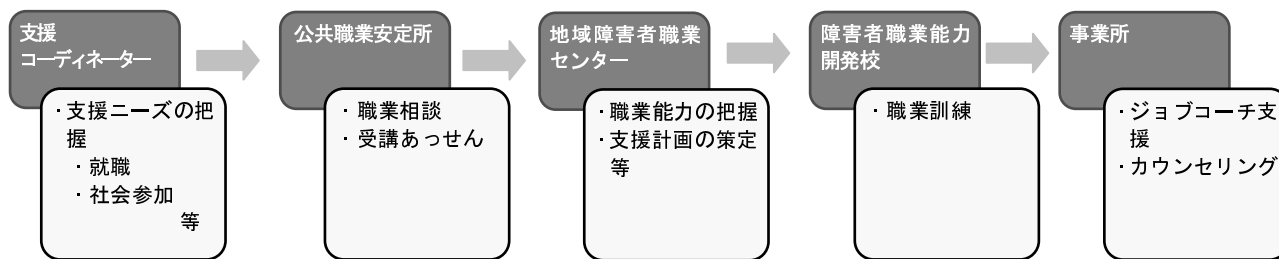 支援
コーディネーター
・支援ニーズの把
握
・就職
・社会参加
等
公共職業安定所
・職業相談
・受講あっせん
地域障害者職業
センター
・職業能力の把握
・支援計画の策定
等
障害者職業能力
開発校
・職業訓練
事業所
・ジョブコーチ支
援
・カウンセリング